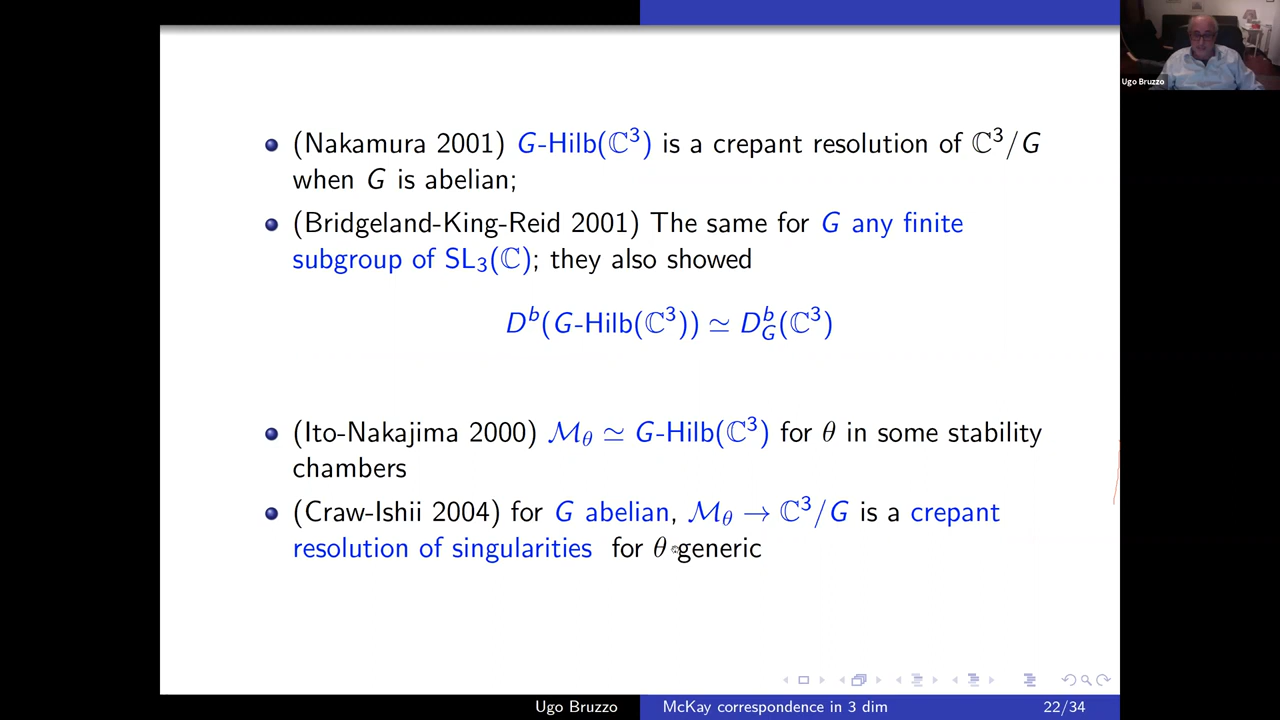 Ugo Bruzzo
(Nakamura 2001) G-Hilb(ℂ³) is a crepant resolution of ℂ³/G
when G is abelian;
(Bridgeland-King-Reid 2001) The same for G any finite
subgroup of SL₃(ℂ); they also showed
Dᵇ(G-Hilb(ℂ³)) ≃ Dᵇ_G(ℂ³)
(Ito-Nakajima 2000) ℳ_θ ≃ G-Hilb(ℂ³) for θ in some stability
chambers
(Craw-Ishii 2004) for G abelian, ℳ_θ → ℂ³/G is a crepant
resolution of singularities for θ generic
Ugo Bruzzo McKay correspondence in 3 dim 22/34